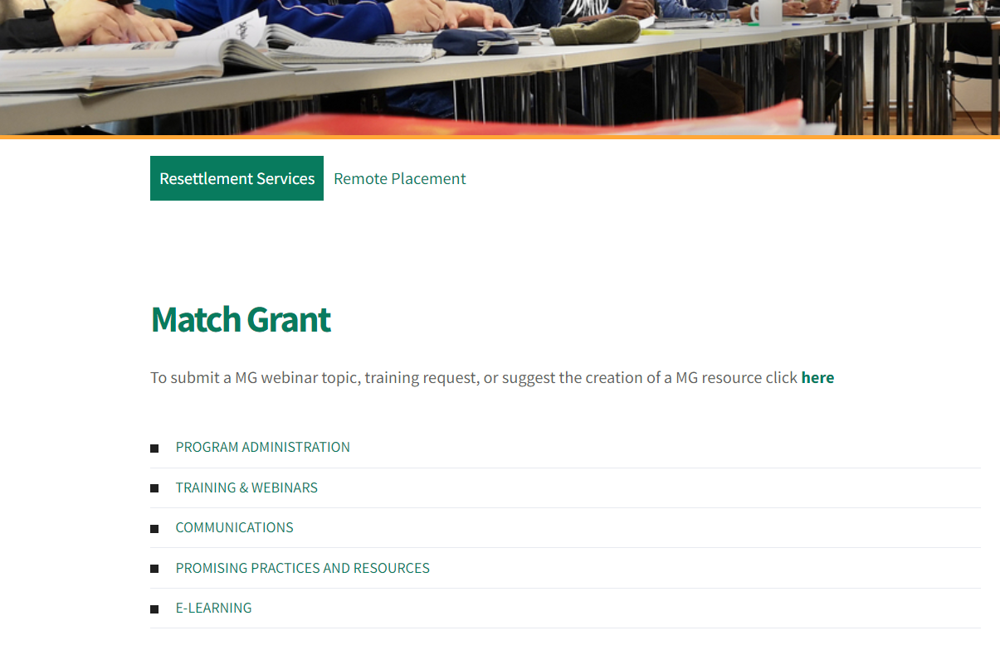 Resettlement Services
Remote Placement
Match Grant
To submit a MG webinar topic, training request, or suggest the creation of a MG resource click here
PROGRAM ADMINISTRATION
TRAINING & WEBINARS
COMMUNICATIONS
PROMISING PRACTICES AND RESOURCES
E-LEARNING